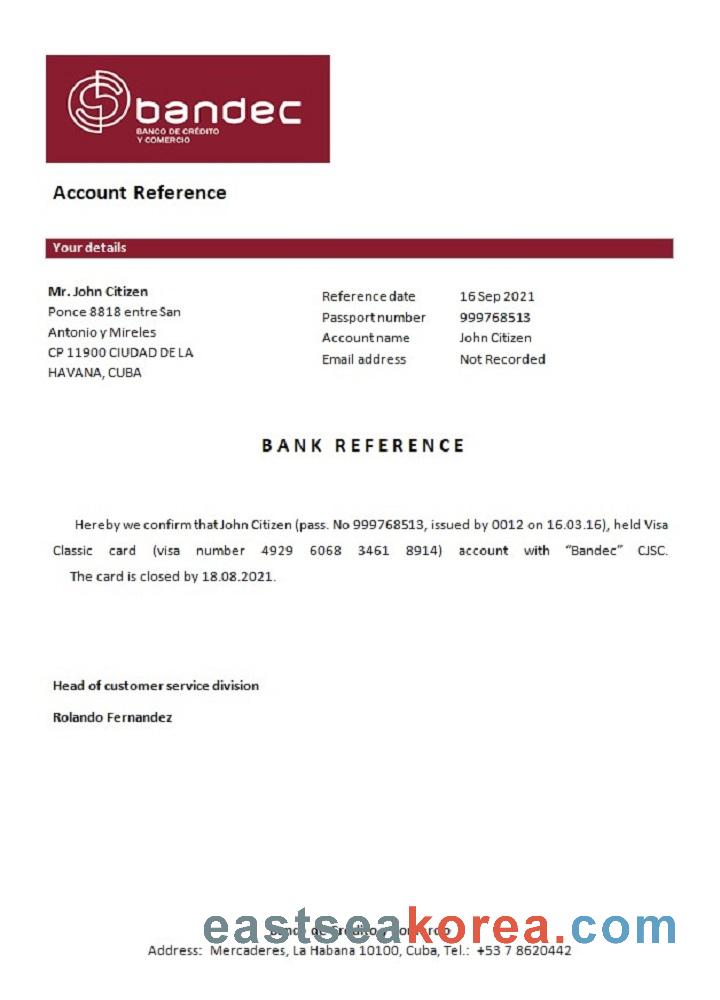 bandec
BANCO DE CRÉDITO
Y COMERCIO
Account Reference
Your details
Mr. John Citizen
Ponce 8818 entre San
Antonio y Mireles
CP 11900 CIUDAD DE LA
HAVANA, CUBA
Reference date 16 Sep 2021
Passport number 999768513
Account name John Citizen
Email address Not Recorded
BANK REFERENCE
Hereby we confirm that John Citizen (pass. No 999768513, issued by 0012 on 16.03.16), held Visa
Classic card (visa number 4929 6068 3461 8914) account with “Bandec” CJSC.
The card is closed by 18.08.2021.
Head of customer service division
Rolando Fernandez
Banco de Crédito y Comercio
eastseakorea.com
Address: Mercaderes, La Habana 10100, Cuba, Tel.: +53 7 8620442